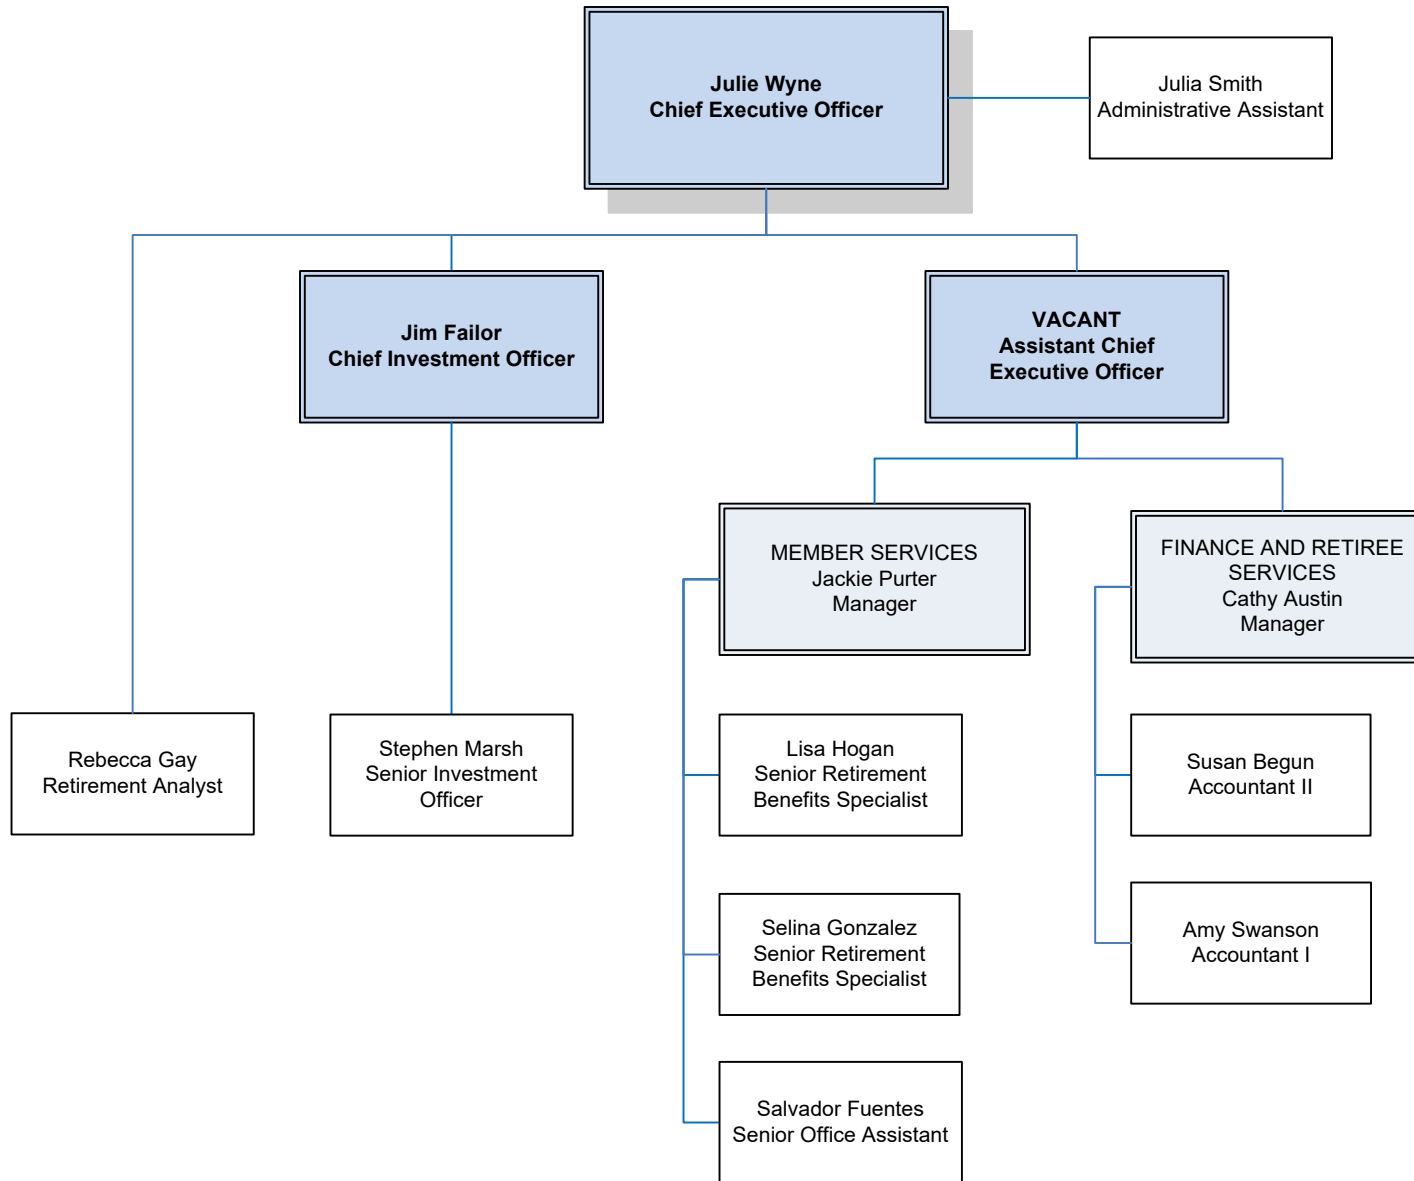 Julie Wyne
Chief Executive Officer
Julia Smith
Administrative Assistant
Jim Failor
Chief Investment Officer
VACANT
Assistant Chief
Executive Officer
MEMBER SERVICES
Jackie Purter
Manager
FINANCE AND RETIREE
SERVICES
Cathy Austin
Manager
Rebecca Gay
Retirement Analyst
Stephen Marsh
Senior Investment
Officer
Lisa Hogan
Senior Retirement
Benefits Specialist
Susan Begun
Accountant II
Selina Gonzalez
Senior Retirement
Benefits Specialist
Amy Swanson
Accountant I
Salvador Fuentes
Senior Office Assistant